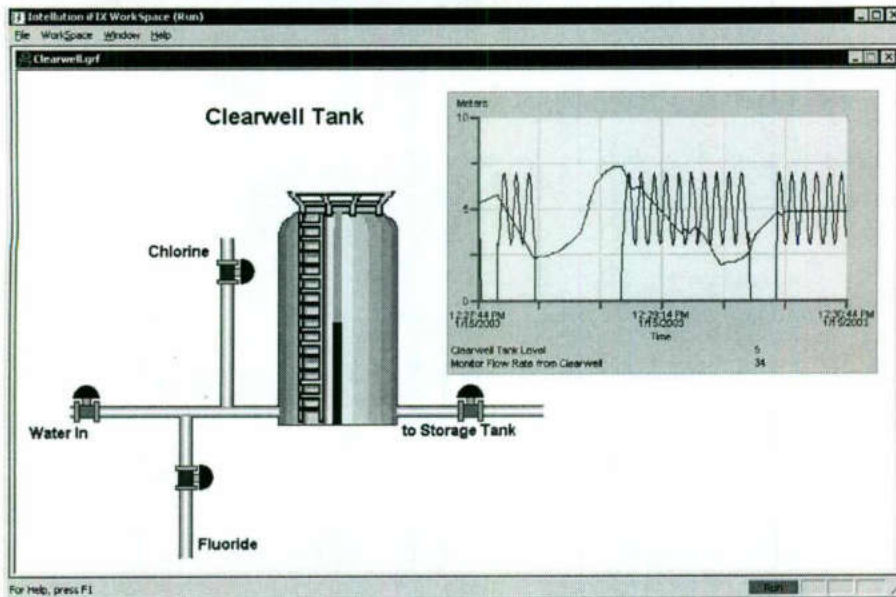 Intellution iFIX WorkSpace (Run)
File WorkSpace Window Help
Clearwell.grf
Clearwell Tank
Meters
10
5
0
12:27:44 PM 12:29:14 PM 12:30:44 PM
1/15/2003 1/15/2003 1/15/2003
Time
Clearwell Tank Level 5
Monitor Flow Rate from Clearwell 34
Chlorine
Water In
to Storage Tank
Fluoride
For Help, press F1
Run